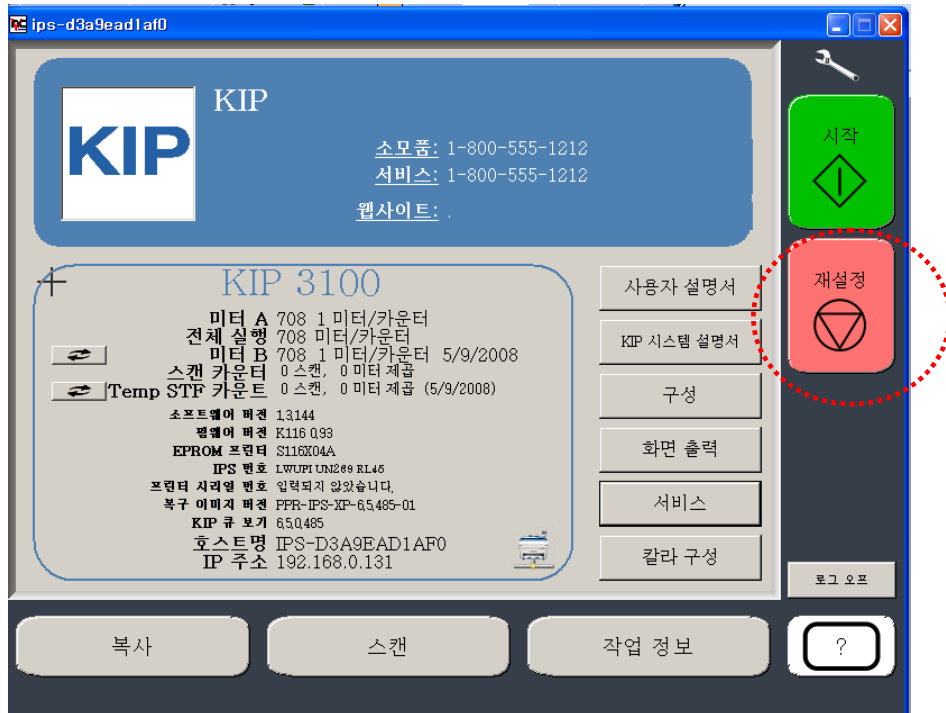 ips-d3a9ead1af0
KIP
KIP
소모품: 1-800-555-1212
서비스: 1-800-555-1212
웹사이트: .
시작
재설정
KIP 3100
미터 A 708 1 미터/카운터
전체 실행 708 미터/카운터
미터 B 708 1 미터/카운터 5/9/2008
스캔 카운터 0 스캔, 0 미터 제곱
Temp STF 카운트 0 스캔, 0 미터 제곱 (5/9/2008)
소프트웨어 버전 1.3.144
펌웨어 버전 K116 0.93
EPROM 프린터 S116X04A
IPS 번호 LWUPI UN289 RL45
프린터 시리얼 번호 입력되지 않았습니다.
복구 이미지 버전 PPR-IPS-XP-6.5.485-01
KIP 큐 보기 6.5.0.485
호스트명 IPS-D3A9EAD1AF0
IP 주소 192.168.0.131
사용자 설명서
KIP 시스템 설명서
구성
화면 출력
서비스
칼라 구성
로그 오프
복사
스캔
작업 정보
?